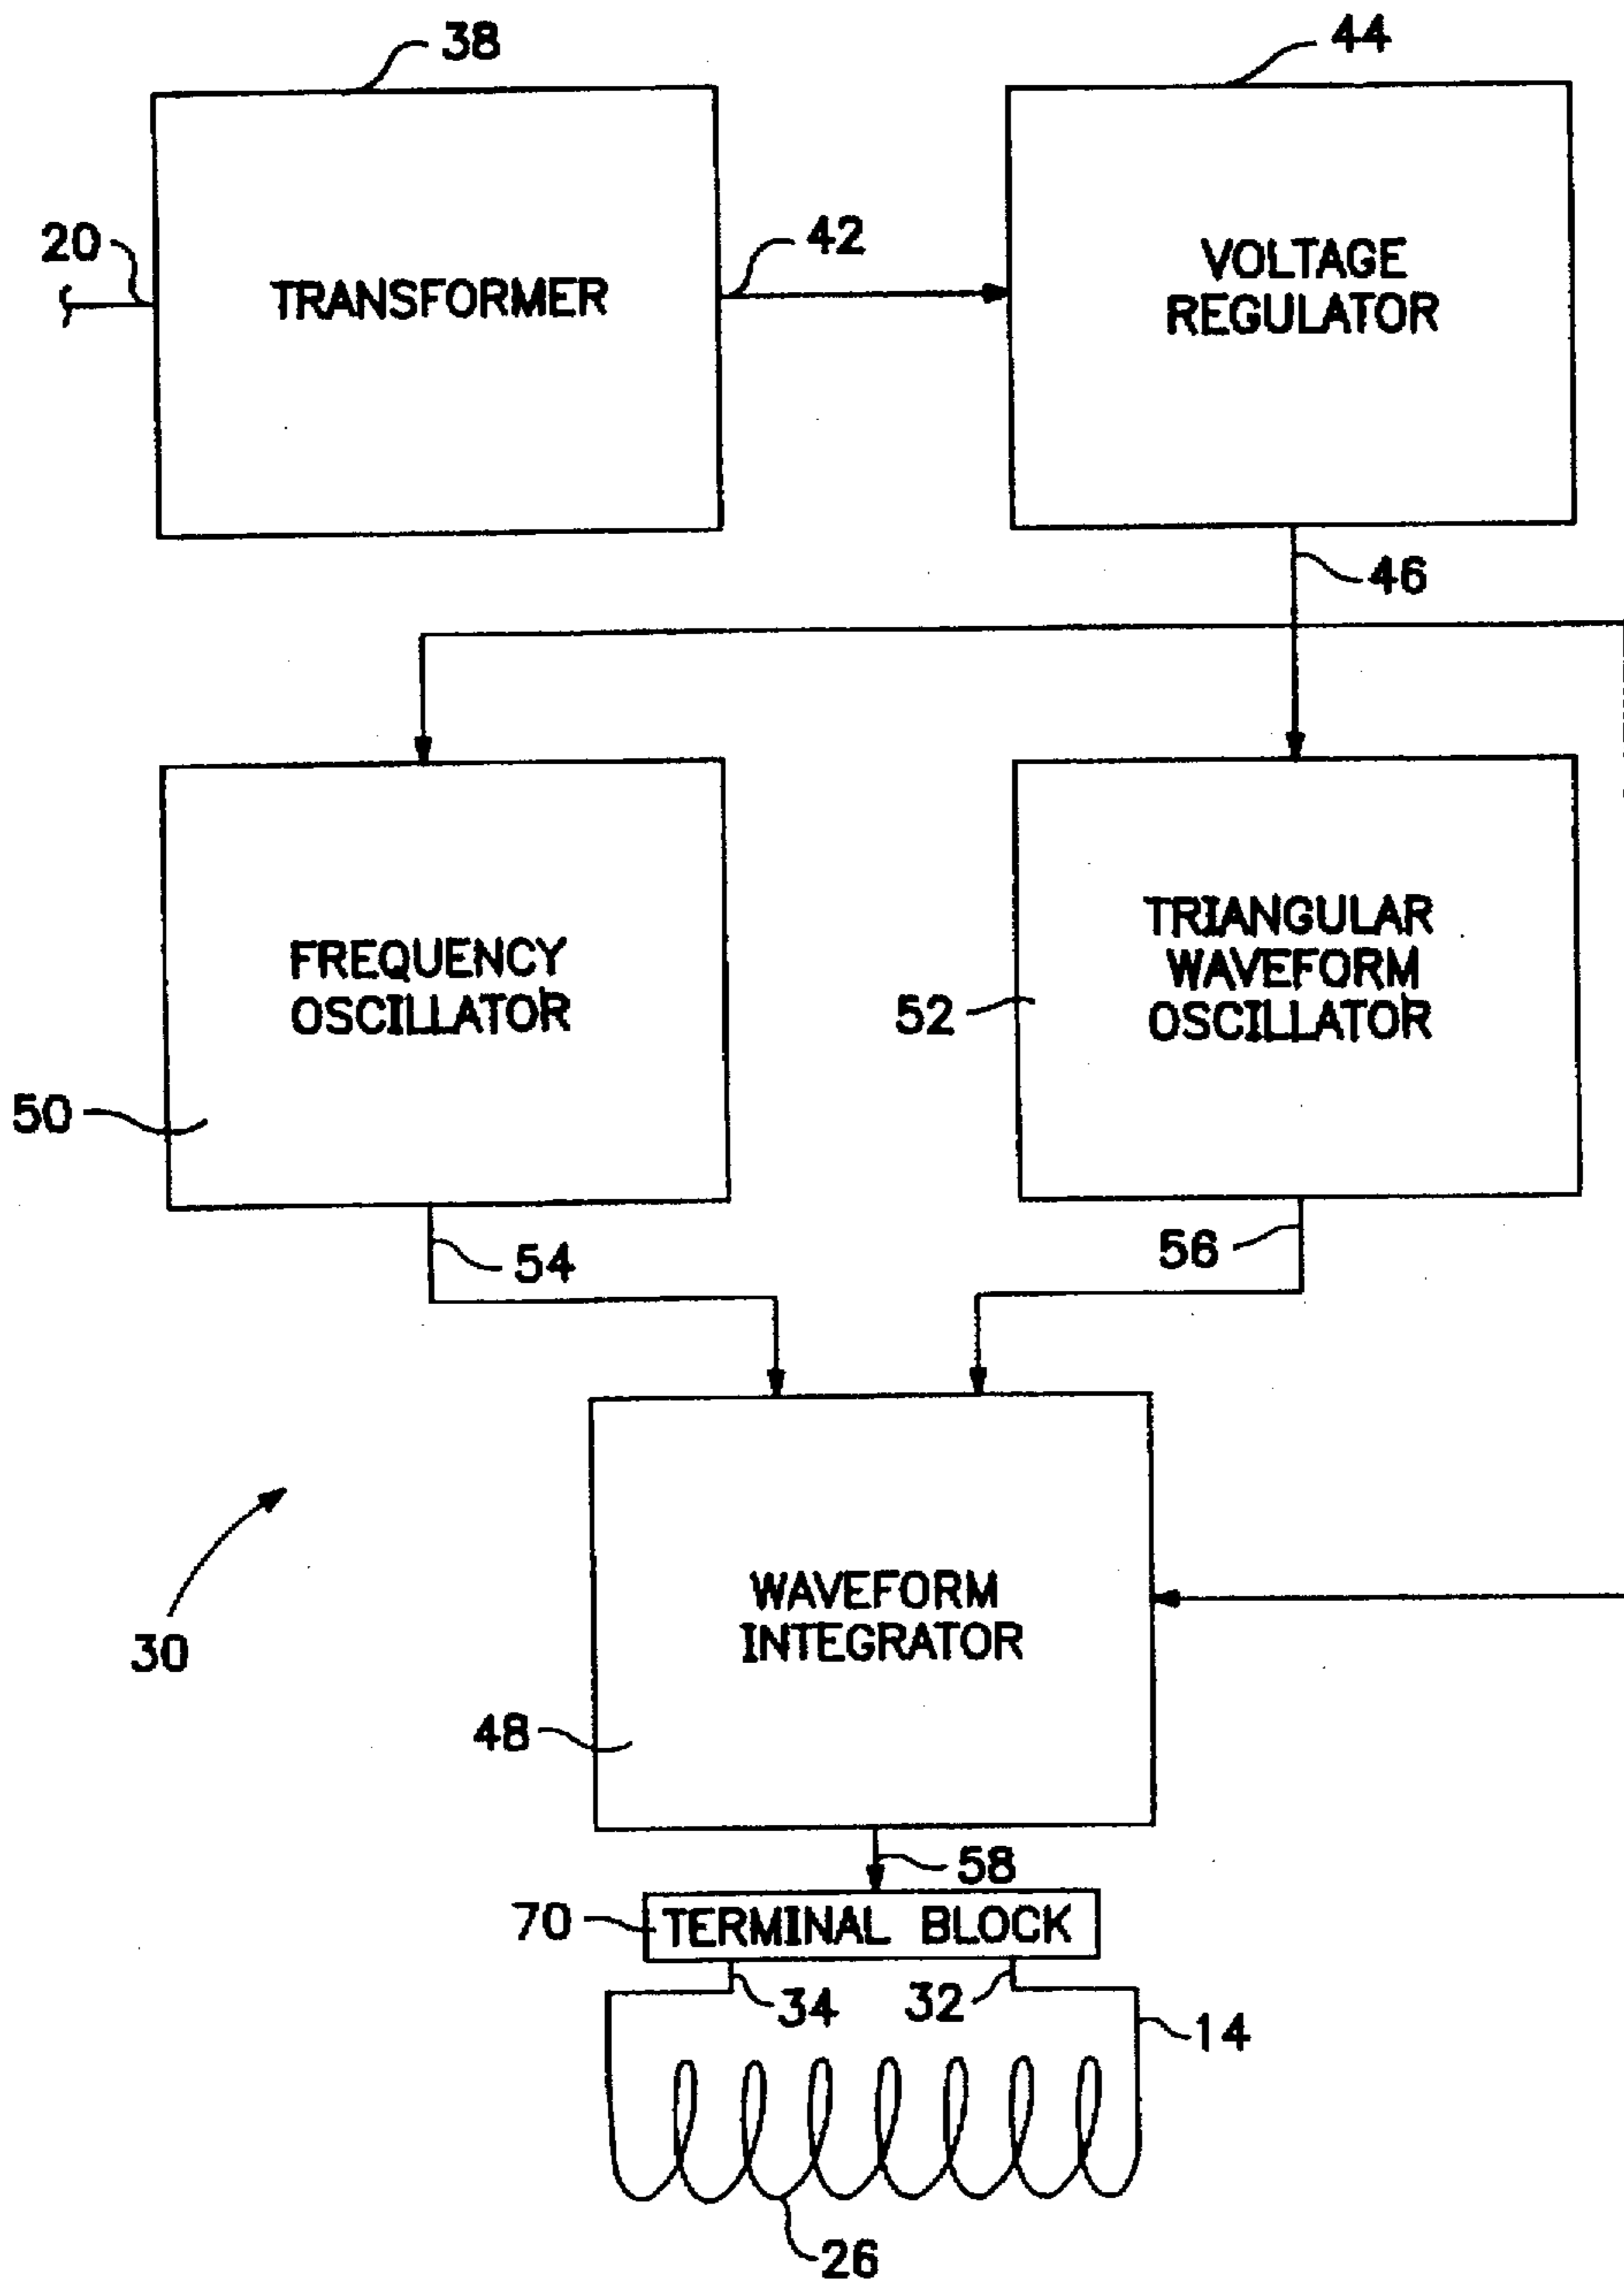 38
44
20
42
TRANSFORMER
VOLTAGE
REGULATOR
46
FREQUENCY
OSCILLATOR
TRIANGULAR
WAVEFORM
OSCILLATOR
52
50
54
56
WAVEFORM
INTEGRATOR
30
48
58
70
TERMINAL BLOCK
34
32
14
26